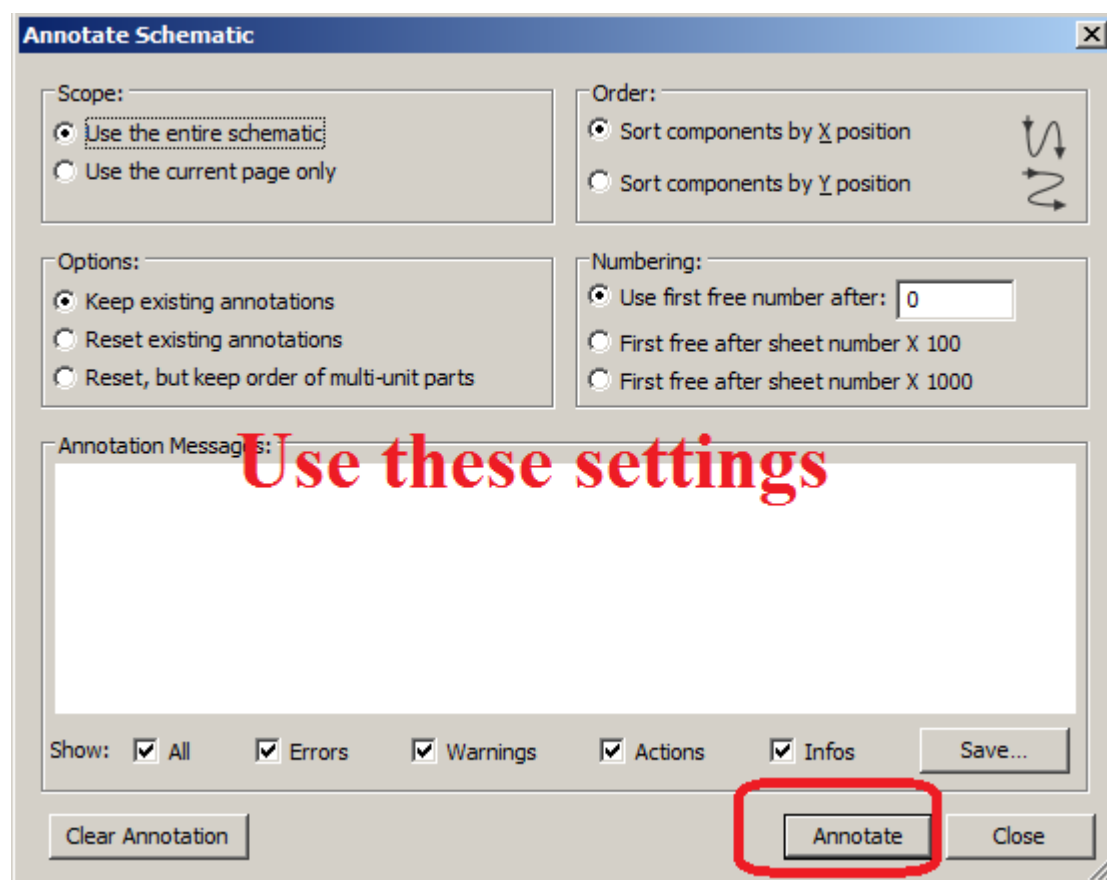 Annotate Schematic
Scope:
Use the entire schematic
Use the current page only
Order:
Sort components by X position
Sort components by Y position
Options:
Keep existing annotations
Reset existing annotations
Reset, but keep order of multi-unit parts
Numbering:
Use first free number after: 0
First free after sheet number X 100
First free after sheet number X 1000
Annotation Messages:
Use these settings
Show: All Errors Warnings Actions Infos Save...
Clear Annotation Annotate Close